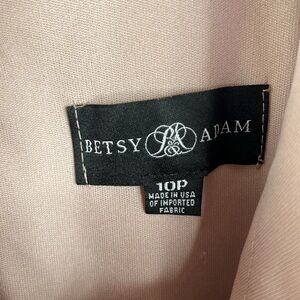 BETSY B&A ADAM
10P
MADE IN USA
OF IMPORTED
FABRIC